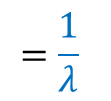 = 1/λ